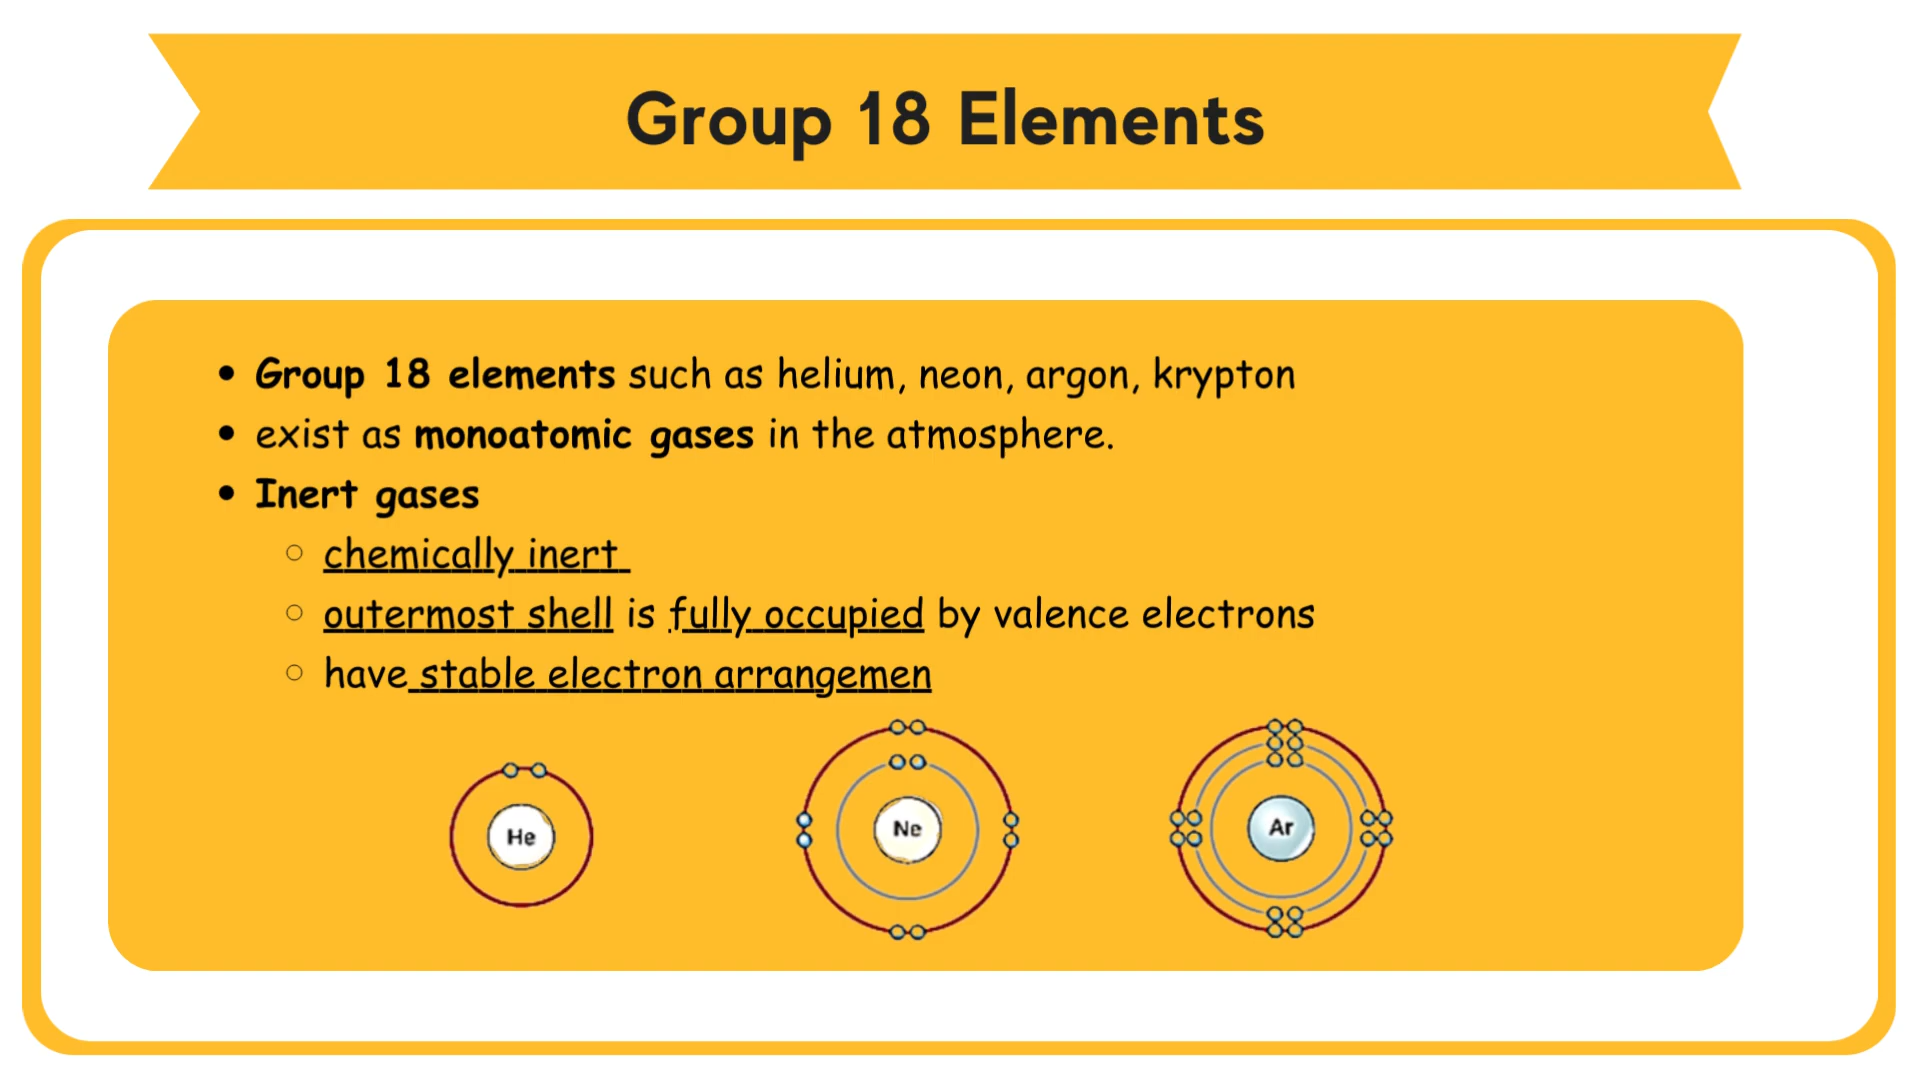 Group 18 Elements
• Group 18 elements such as helium, neon, argon, krypton
• exist as monoatomic gases in the atmosphere.
• Inert gases
○ chemically inert
○ outermost shell is fully occupied by valence electrons
○ have stable electron arrangemen
He Ne Ar